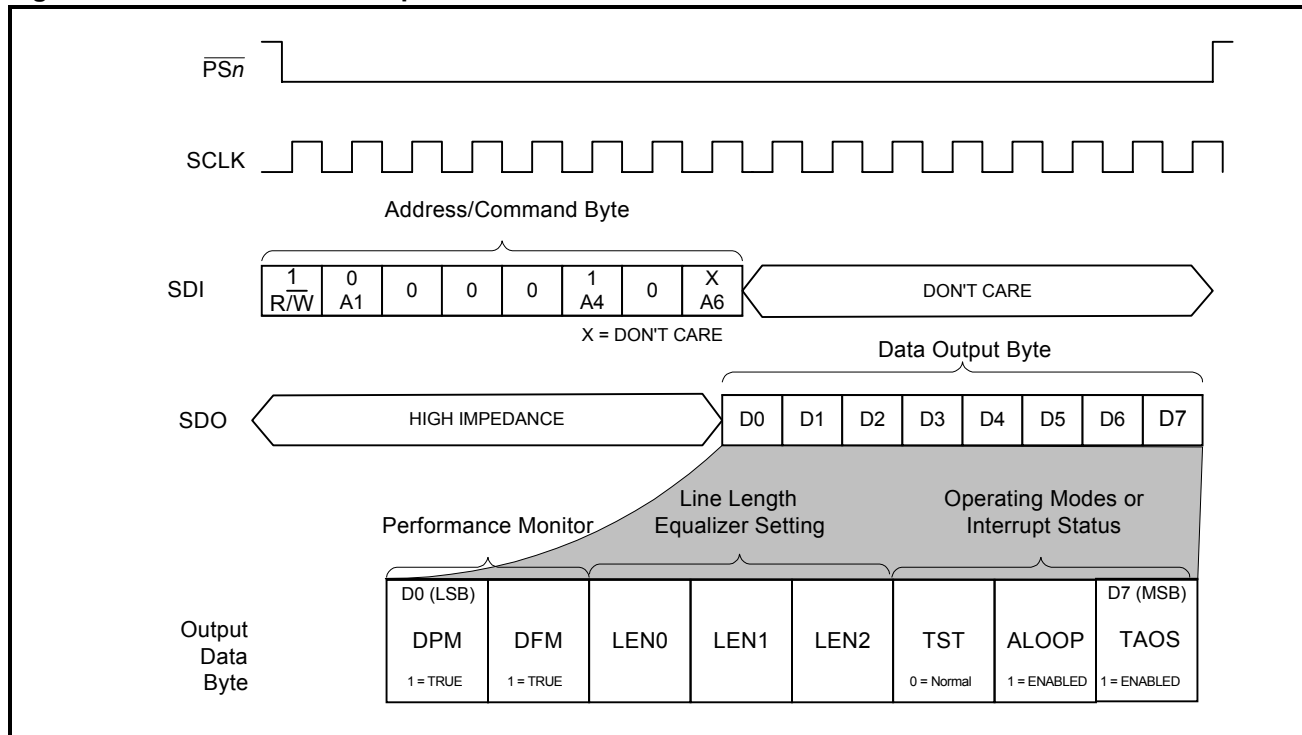 PSn
SCLK
Address/Command Byte
SDI
1 0 0 0 0 1 0 X
R/W A1 A4 A6
DON'T CARE
X = DON'T CARE
Data Output Byte
SDO
HIGH IMPEDANCE
D0 D1 D2 D3 D4 D5 D6 D7
Performance Monitor
Line Length
Equalizer Setting
Operating Modes or
Interrupt Status
Output
Data
Byte
D0 (LSB) D7 (MSB)
DPM DFM LEN0 LEN1 LEN2 TST ALOOP TAOS
1 = TRUE 1 = TRUE 0 = Normal 1 = ENABLED 1 = ENABLED